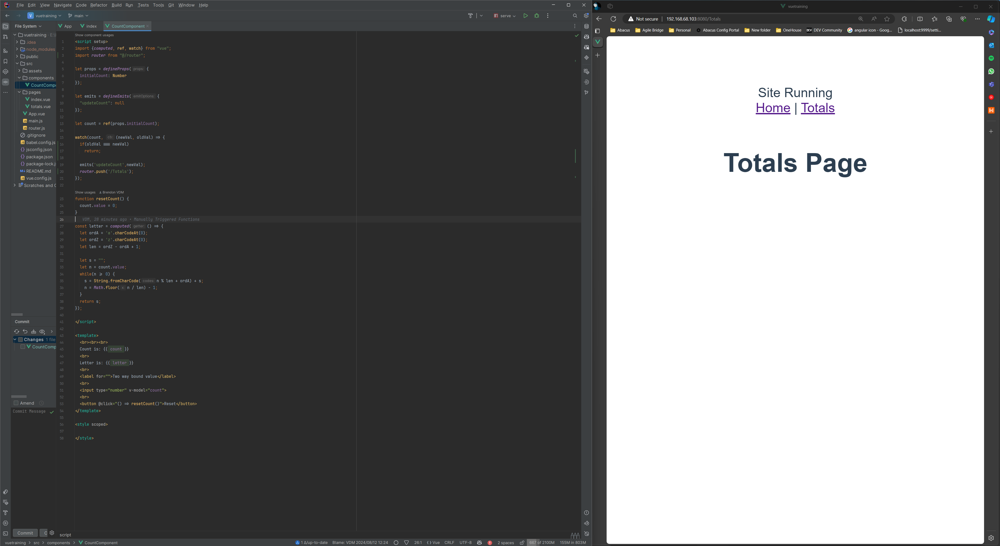 File Edit View Navigate Code Refactor Build Run Tests Tools Git Window Help
V vuetraining main serve
File System
App index CountComponent
vuetraining E:\
.idea
node_modules
public
src
assets
components
CountCompo
pages
index.vue
totals.vue
App.vue
main.js
router.js
.gitignore
babel.config.js
jsconfig.json
package.json
package-lock.j
README.md
vue.config.js
Scratches and C
Commit
Changes 1 file
CountComp
Amend
Commit Message
Commit C
Show component usages
1 <script setup>
2 import {computed, ref, watch} from "vue";
3 import router from "@/router";
4
5 let props = defineProps( props: {
6 initialCount: Number
7 });
8
9 let emits = defineEmits( emitOptions: {
10 "updateCount": null
11 });
12
13 let count = ref(props.initialCount);
14
15 watch(count, cb: (newVal, oldVal) => {
16 if(oldVal === newVal)
17 return;
18
19 emits('updateCount',newVal);
20 router.push('/Totals');
21 });
22
Show usages Brendon VDM
23 function resetCount() {
24 count.value = 0;
25 }
26 VDM, 28 minutes ago • Manually Triggered Functions
27 const letter = computed( getter: () => {
28 let ordA = 'a'.charCodeAt(0);
29 let ordZ = 'z'.charCodeAt(0);
30 let len = ordZ - ordA + 1;
31
32 let s = "";
33 let n = count.value;
34 while(n >= 0) {
35 s = String.fromCharCode( codes: n % len + ordA) + s;
36 n = Math.floor( x: n / len) - 1;
37 }
38 return s;
39 });
40
41 </script>
42
43 <template>
44 <br><br><br>
45 Count is: {{ count }}
46 <br>
47 Letter is: {{ letter }}
48 <br>
49 <label for="">Two way bound value</label>
50 <br>
51 <input type="number" v-model="count">
52 <br>
53 <button @click="() => resetCount()">Reset</button>
54 </template>
55
56 <style scoped>
57
58 </style>
script
vuetraining > src > components > CountComponent
1 Δ/up-to-date Blame: VDM 2024/08/12 12:24 26:1 {} Vue CRLF UTF-8 2 spaces 667 of 2100M 155M in 803M
vuetraining
Not secure 192.168.68.103:8080/Totals
Abacus Agile Bridge Personal Abacus Config Portal New folder OneHouse DEV DEV Community angular icon - Goog... localhost:9999/setti...
Site Running
Home | Totals
Totals Page